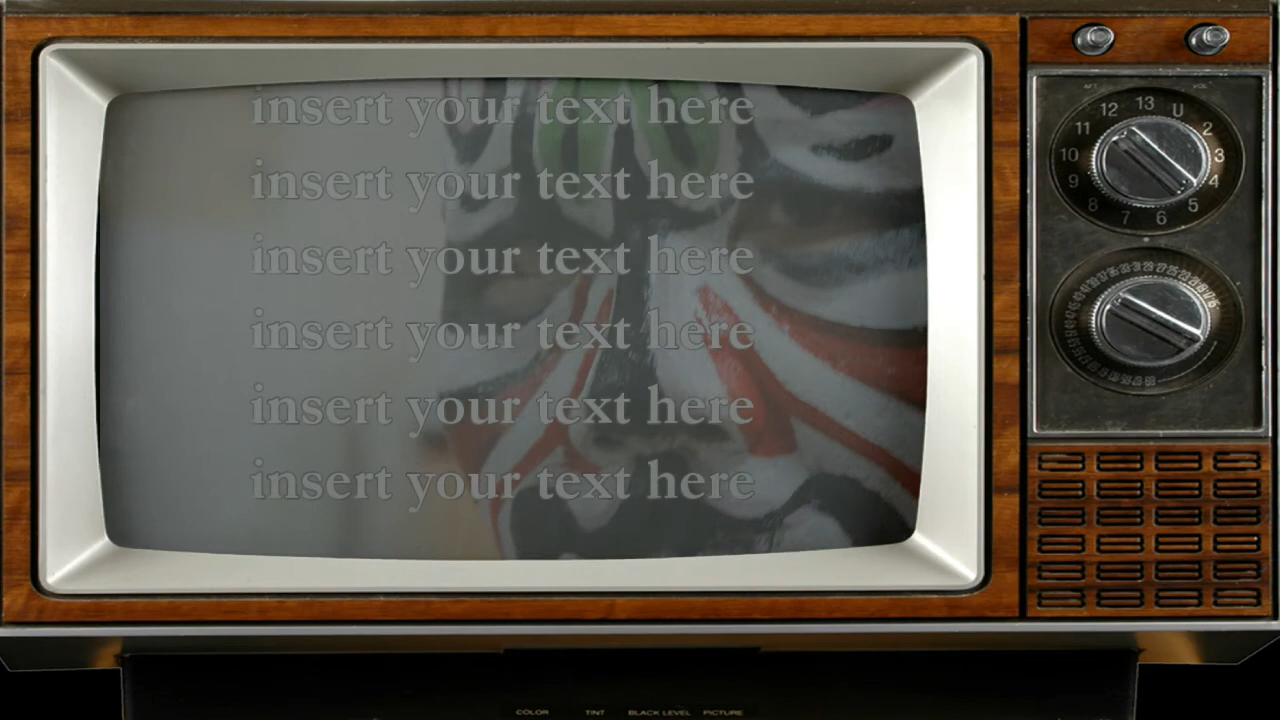 insert your text here
insert your text here
insert your text here
insert your text here
insert your text here
insert your text here
13
12
U
11
2
10
3
9
4
8
5
7
6
COLOR TINT BLACK LEVEL PICTURE